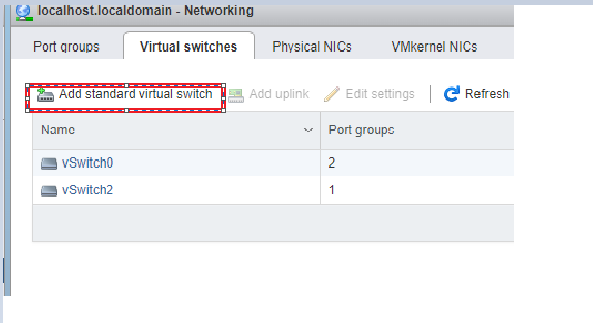 localhost.localdomain - Networking
Port groups Virtual switches Physical NICs VMkernel NICs
Add standard virtual switch Add uplink Edit settings Refresh
Name Port groups
vSwitch0 2
vSwitch2 1